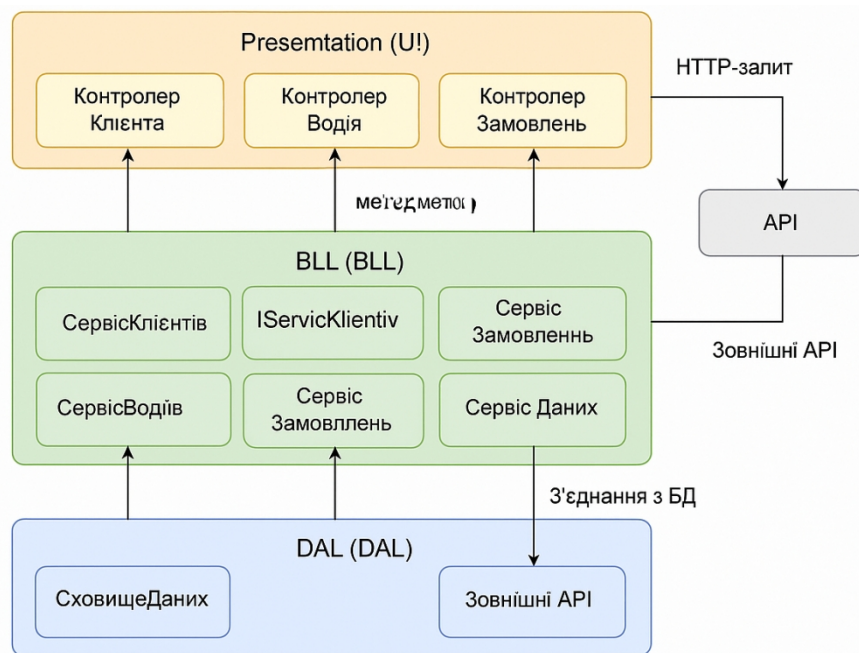 Presemtation (U!)
Контролер
Клієнта
Контролер
Водія
Контролер
Замовлень
HTTP-залит
API
BLL (BLL)
СервісКлієнтів
IServicKlientiv
Сервіс
Замовленнь
Зовнішні API
СервісВодіїв
Сервіс
Замовллень
Сервіс Даних
З'єднання з БД
DAL (DAL)
СховищеДаних
Зовнішні API